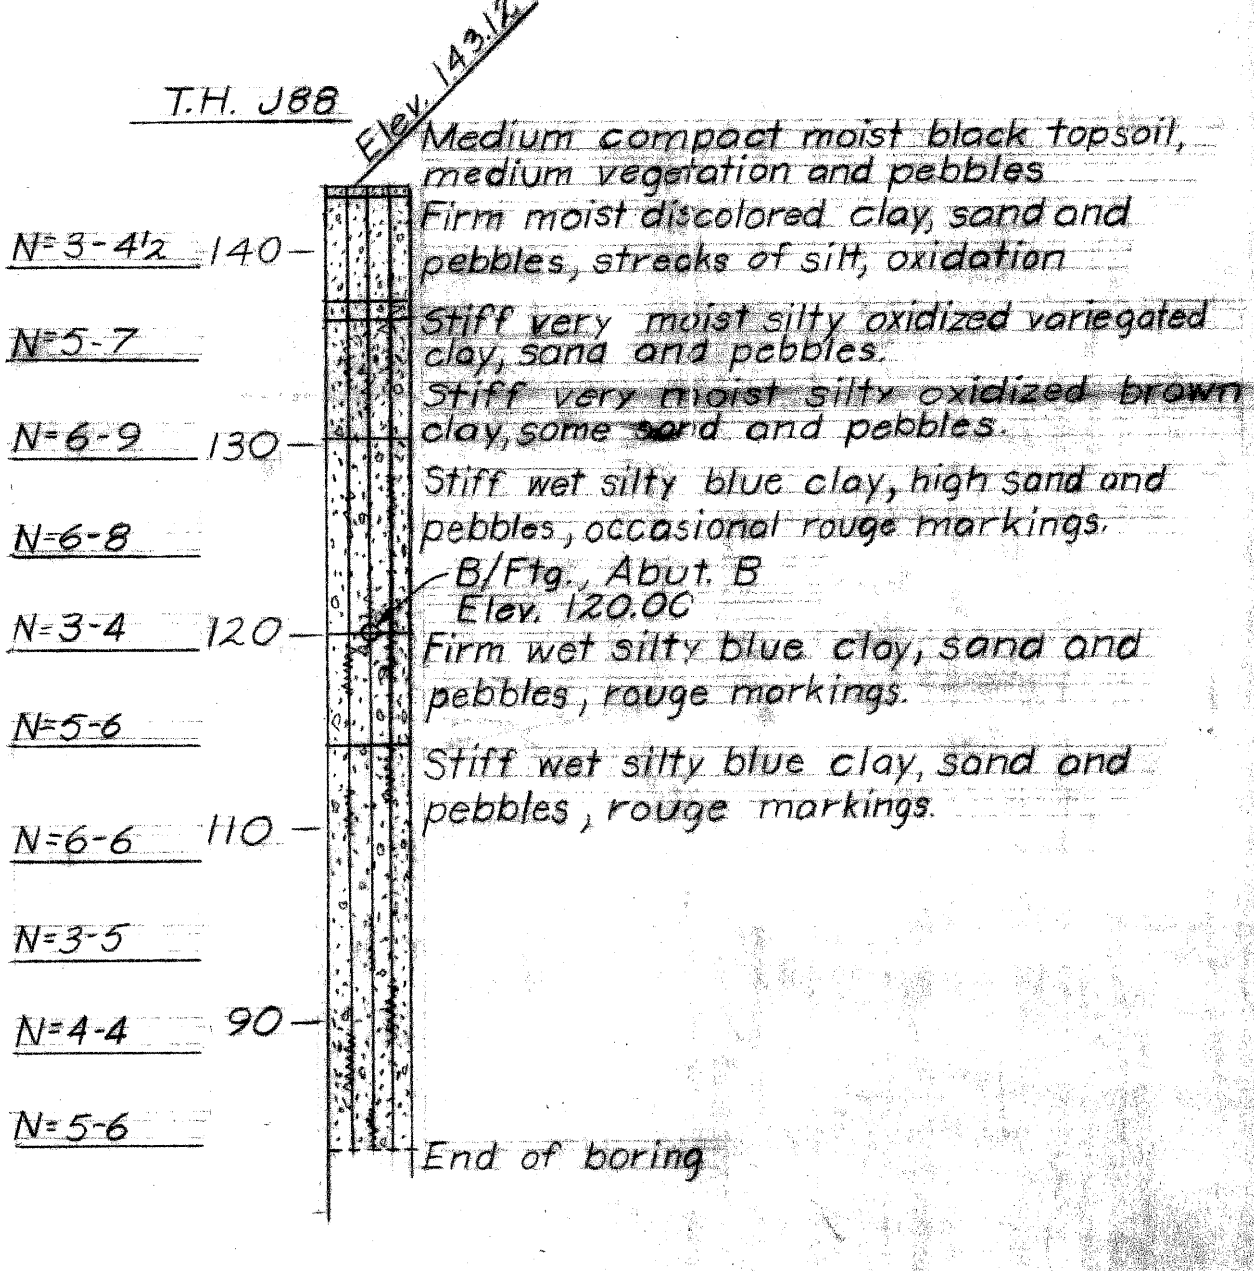 T.H. J88
Elev. 143.12
Medium compact moist black topsoil,
medium vegetation and pebbles
Firm moist discolored clay, sand and
pebbles, streaks of silt, oxidation
N=3-4½ 140
Stiff very moist silty oxidized variegated
clay, sand and pebbles.
N=5-7
Stiff very moist silty oxidized brown
clay, some sand and pebbles.
N=6-9 130
Stiff wet silty blue clay, high sand and
pebbles, occasional rouge markings.
N=6-8
B/Ftg., Abut. B
Elev. 120.00
N=3-4 120
Firm wet silty blue clay, sand and
pebbles, rouge markings.
N=5-6
Stiff wet silty blue clay, sand and
pebbles, rouge markings.
N=6-6 110
N=3-5
N=4-4 90
N=5-6
End of boring